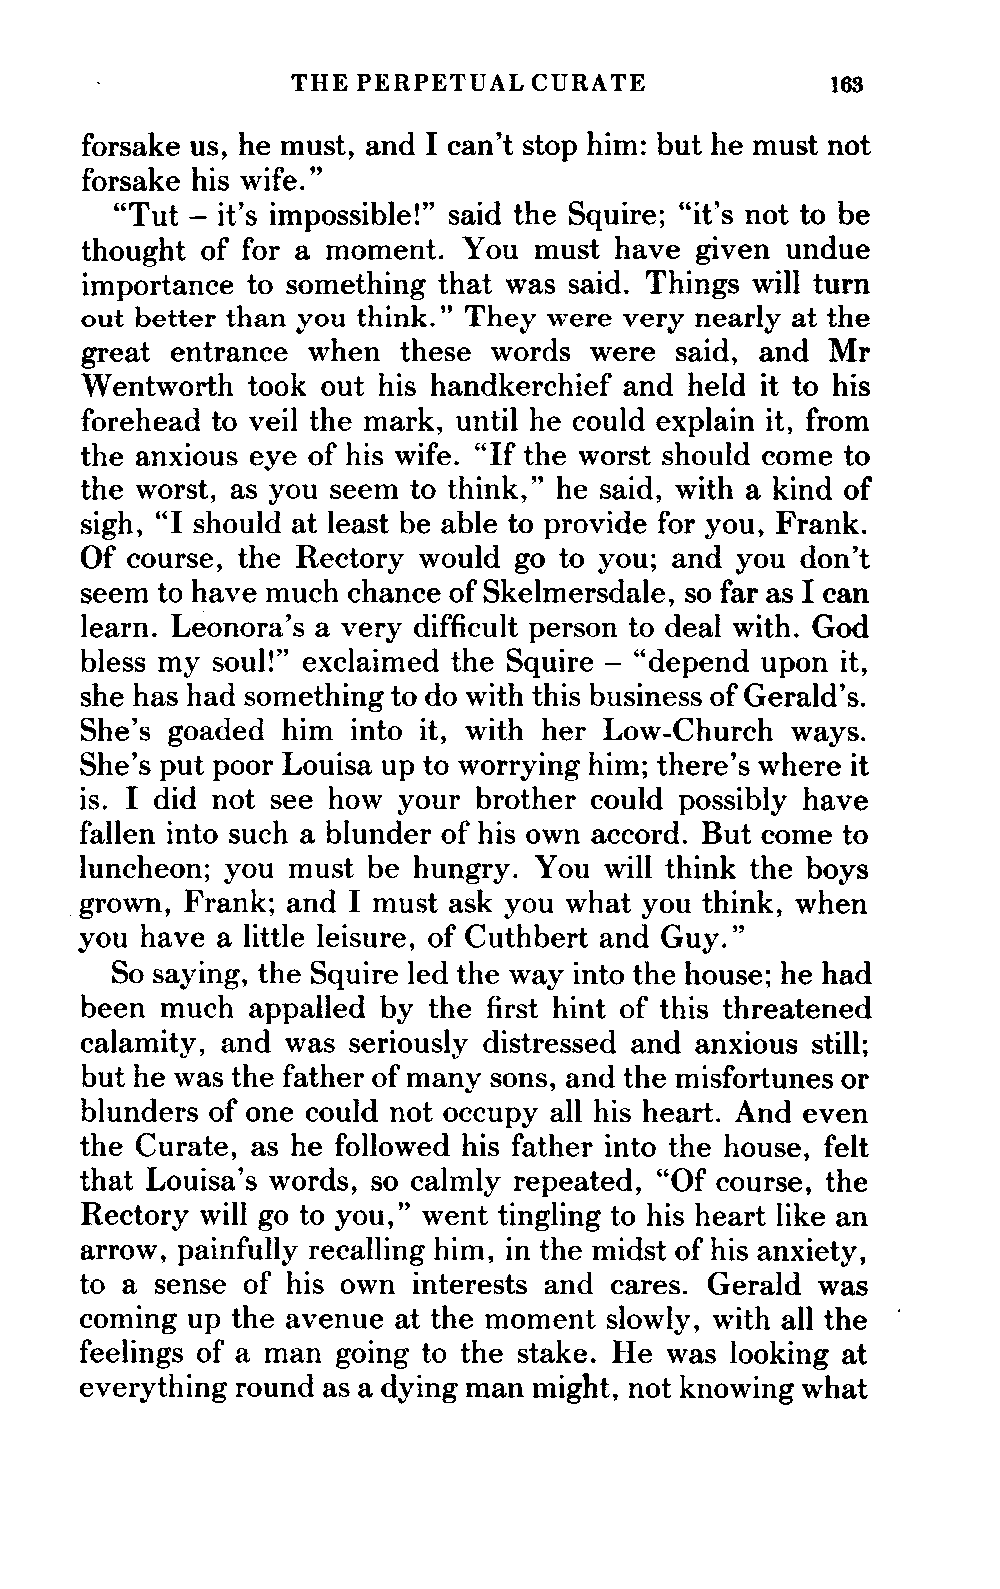 THE PERPETUAL CURATE 163
forsake us, he must, and I can't stop him: but he must not
forsake his wife."
"Tut – it's impossible!" said the Squire; "it's not to be
thought of for a moment. You must have given undue
importance to something that was said. Things will turn
out better than you think." They were very nearly at the
great entrance when these words were said, and Mr
Wentworth took out his handkerchief and held it to his
forehead to veil the mark, until he could explain it, from
the anxious eye of his wife. "If the worst should come to
the worst, as you seem to think," he said, with a kind of
sigh, "I should at least be able to provide for you, Frank.
Of course, the Rectory would go to you; and you don't
seem to have much chance of Skelmersdale, so far as I can
learn. Leonora's a very difficult person to deal with. God
bless my soul!" exclaimed the Squire – "depend upon it,
she has had something to do with this business of Gerald's.
She's goaded him into it, with her Low-Church ways.
She's put poor Louisa up to worrying him; there's where it
is. I did not see how your brother could possibly have
fallen into such a blunder of his own accord. But come to
luncheon; you must be hungry. You will think the boys
grown, Frank; and I must ask you what you think, when
you have a little leisure, of Cuthbert and Guy."
So saying, the Squire led the way into the house; he had
been much appalled by the first hint of this threatened
calamity, and was seriously distressed and anxious still;
but he was the father of many sons, and the misfortunes or
blunders of one could not occupy all his heart. And even
the Curate, as he followed his father into the house, felt
that Louisa's words, so calmly repeated, "Of course, the
Rectory will go to you," went tingling to his heart like an
arrow, painfully recalling him, in the midst of his anxiety,
to a sense of his own interests and cares. Gerald was
coming up the avenue at the moment slowly, with all the
feelings of a man going to the stake. He was looking at
everything round as a dying man might, not knowing what